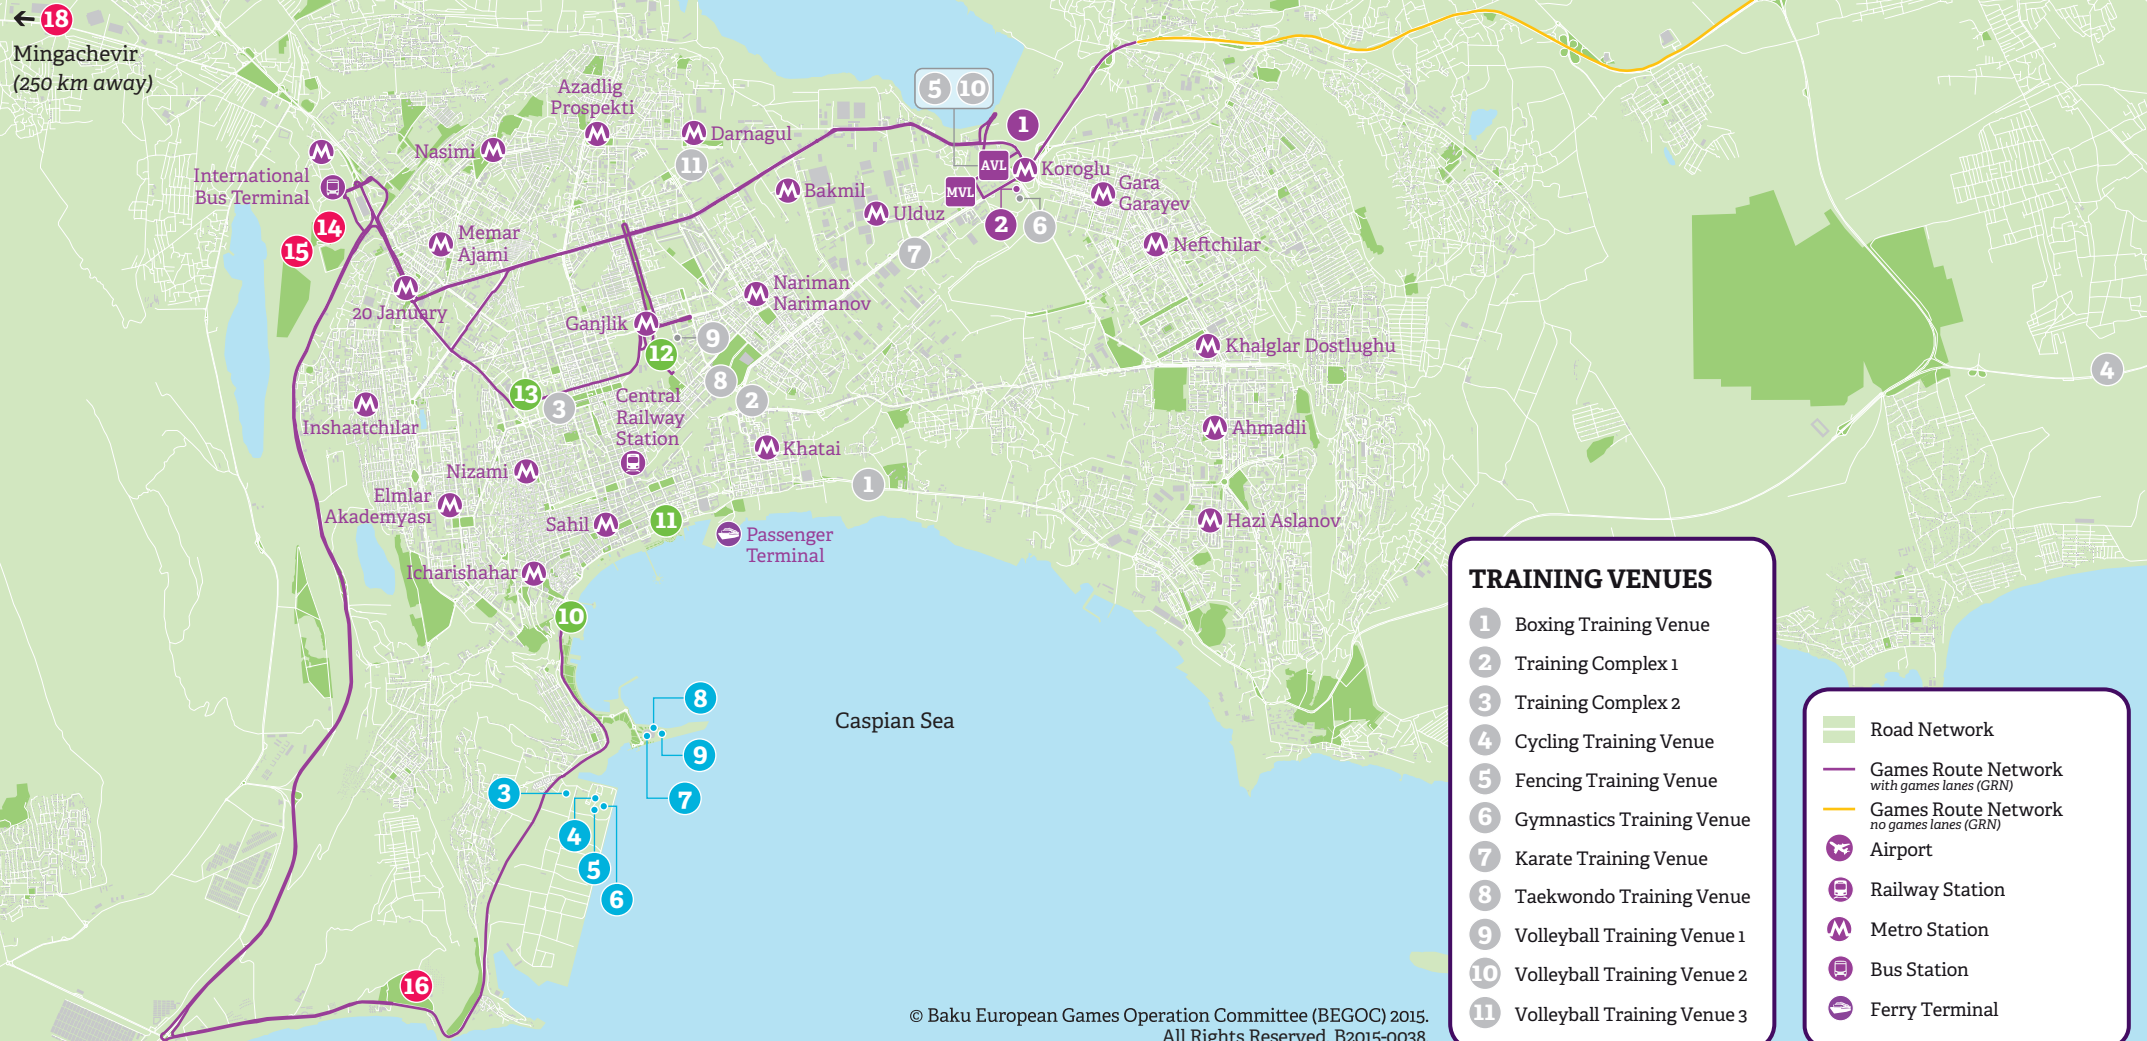 18
Mingachevir
(250 km away)
Azadlig
Prospekti
5 10
1
Nasimi
Darnagul
11
AVL
Koroglu
International
Bus Terminal
MVL
Bakmil
Gara
Garayev
14
Ulduz
2
6
15
Memar
Ajami
7
Neftchilar
Nariman
Narimanov
20 January
Ganjlik
9
12
Khalglar Dostlughu
4
8
13
3
2
Central
Railway
Station
Inshaatchılar
Ahmadli
Khatai
Nizami
1
Elmlar
Akademyası
Sahil
11
Hazi Aslanov
Passenger
Terminal
Icharishahar
10
8
Caspian Sea
9
3
7
4
5
6
16
TRAINING VENUES
1 Boxing Training Venue
2 Training Complex 1
3 Training Complex 2
4 Cycling Training Venue
5 Fencing Training Venue
6 Gymnastics Training Venue
7 Karate Training Venue
8 Taekwondo Training Venue
9 Volleyball Training Venue 1
10 Volleyball Training Venue 2
11 Volleyball Training Venue 3
Road Network
Games Route Network
with games lanes (GRN)
Games Route Network
no games lanes (GRN)
Airport
Railway Station
Metro Station
Bus Station
Ferry Terminal
© Baku European Games Operation Committee (BEGOC) 2015.
All Rights Reserved. B2015-0038.